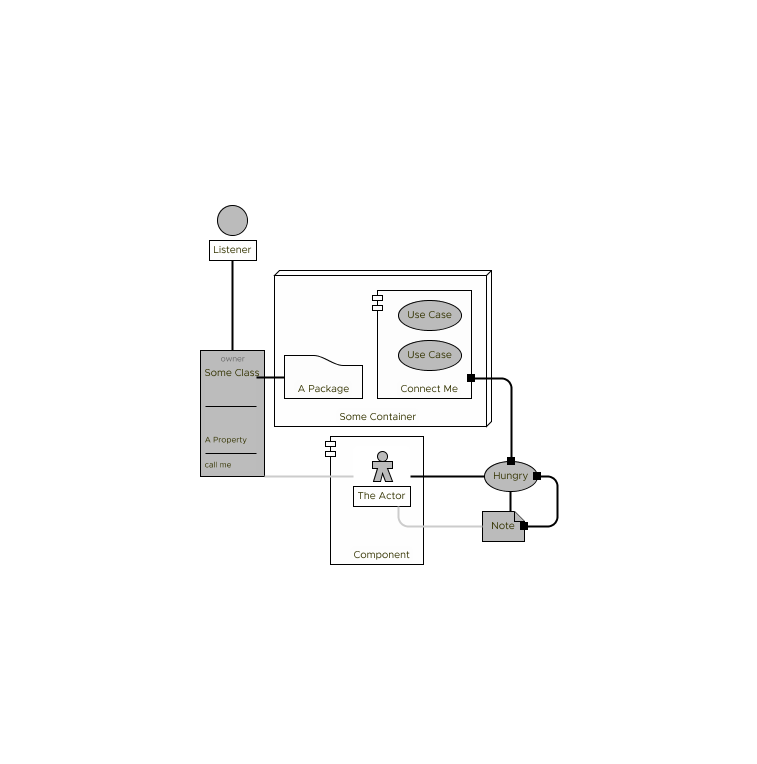 Listener
owner
Some Class
A Property
call me
Use Case
Use Case
A Package
Connect Me
Some Container
Hungry
The Actor
Note
Component